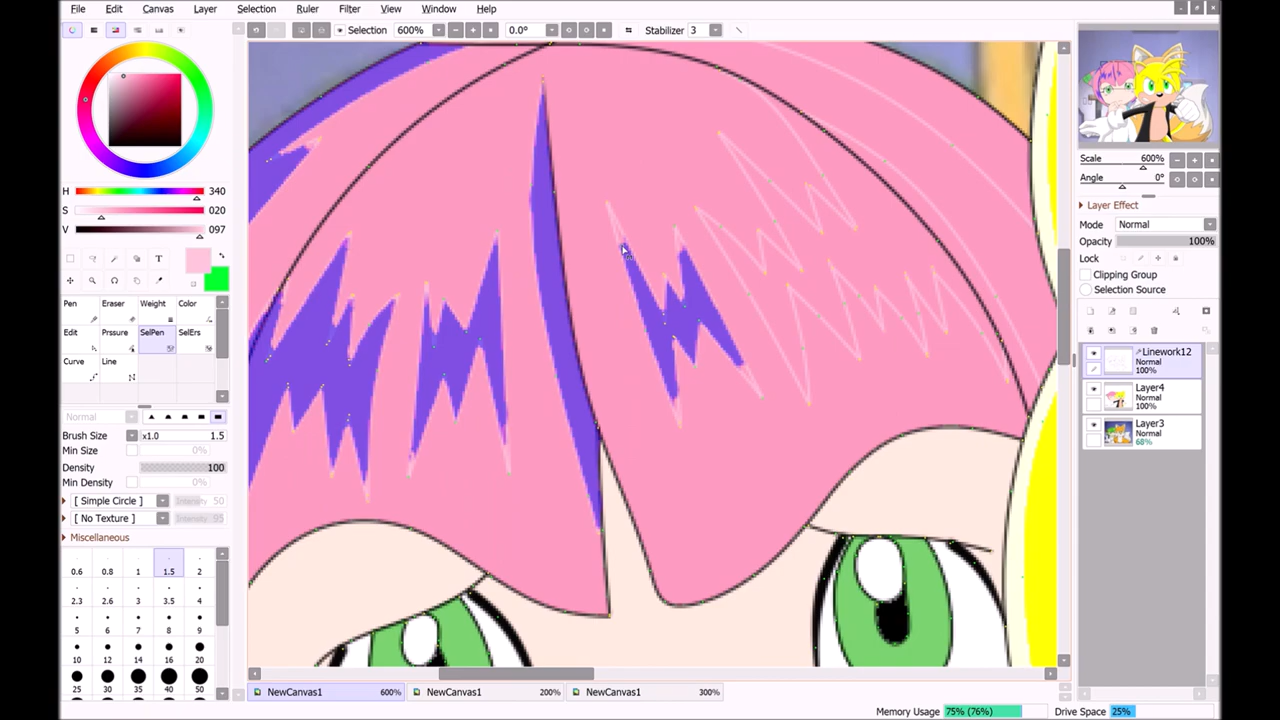 File Edit Canvas Layer Selection Ruler Filter View Window Help
Selection 600% 0.0° Stabilizer 3
H 340
S 020
V 097
T
Pen Eraser Weight Color
Edit Prssure SelPen SelErs
Curve Line
Normal
Brush Size x1.0 1.5
Min Size 0%
Density 100
Min Density 0%
[ Simple Circle ] Intensity 50
[ No Texture ] Intensity 95
Miscellaneous
0.6 0.8 1 1.5 2
2.3 2.6 3 3.5 4
5 6 7 8 9
10 12 14 16 20
25 30 35 40 50
Scale 600%
Angle 0°
Layer Effect
Mode Normal
Opacity 100%
Lock
Clipping Group
Selection Source
Linework12
Normal
100%
Layer4
Normal
100%
Layer3
Normal
68%
NewCanvas1 600% NewCanvas1 200% NewCanvas1 300%
Memory Usage 75% (76%) Drive Space 25%